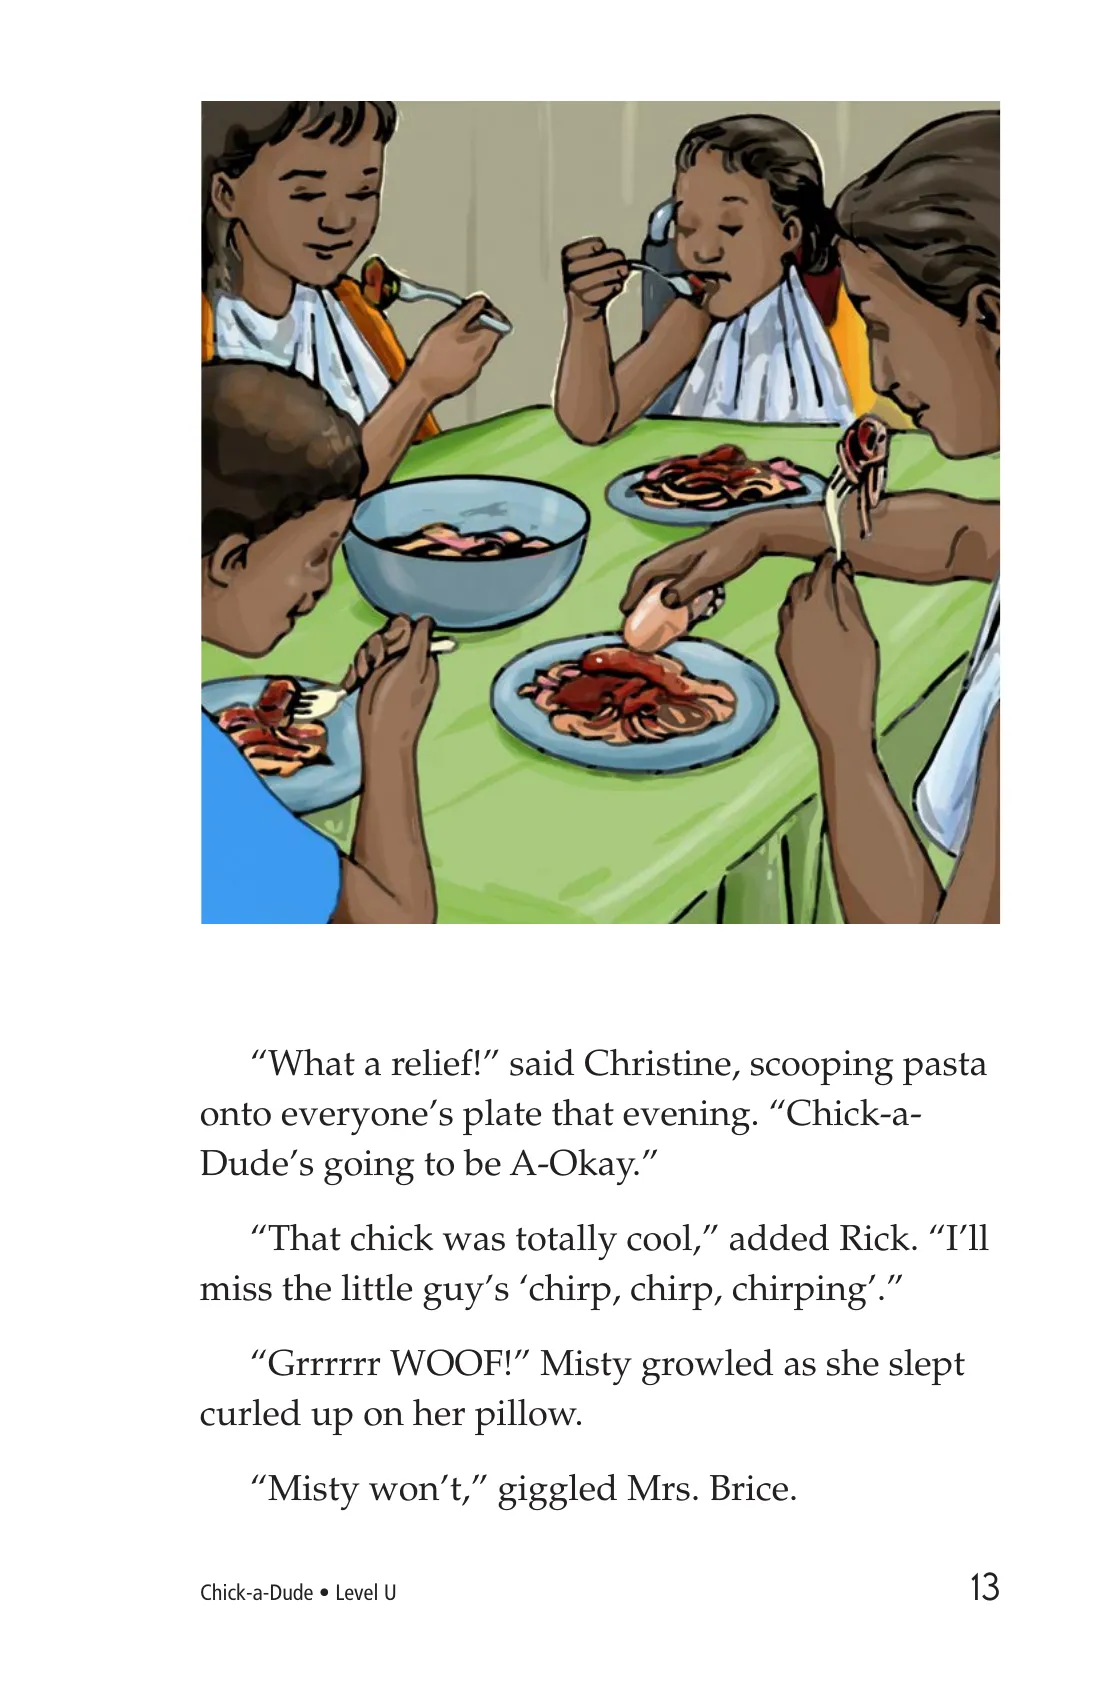 “What a relief!” said Christine, scooping pasta
onto everyone’s plate that evening. “Chick-a-
Dude’s going to be A-Okay.”
“That chick was totally cool,” added Rick. “I’ll
miss the little guy’s ‘chirp, chirp, chirping’.”
“Grrrrrr WOOF!” Misty growled as she slept
curled up on her pillow.
“Misty won’t,” giggled Mrs. Brice.
Chick-a-Dude • Level U 13